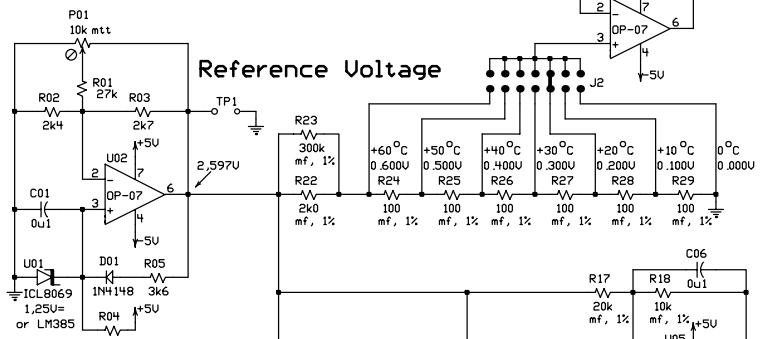 P01
10k mtt
R01
27k
R02
2k4
R03
2k7
TP1
Reference Voltage
2
3
7
6
4
OP-07
-5V
J2
U02
+5V
2
3
7
6
4
OP-07
-5V
2,597V
C01
0u1
U01
ICL8069
1,25V=
or LM385
D01
1N4148
R05
3k6
R04
+5V
R23
300k
mf, 1%
R22
2k0
mf, 1%
+60°C
0.600V
R24
100
mf, 1%
+50°C
0.500V
R25
100
mf, 1%
+40°C
0.400V
R26
100
mf, 1%
+30°C
0.300V
R27
100
mf, 1%
+20°C
0.200V
R28
100
mf, 1%
+10°C
0.100V
R29
100
mf, 1%
0°C
0.000V
C06
0u1
R17
20k
mf, 1%
R18
10k
mf, 1%
+5V
U05